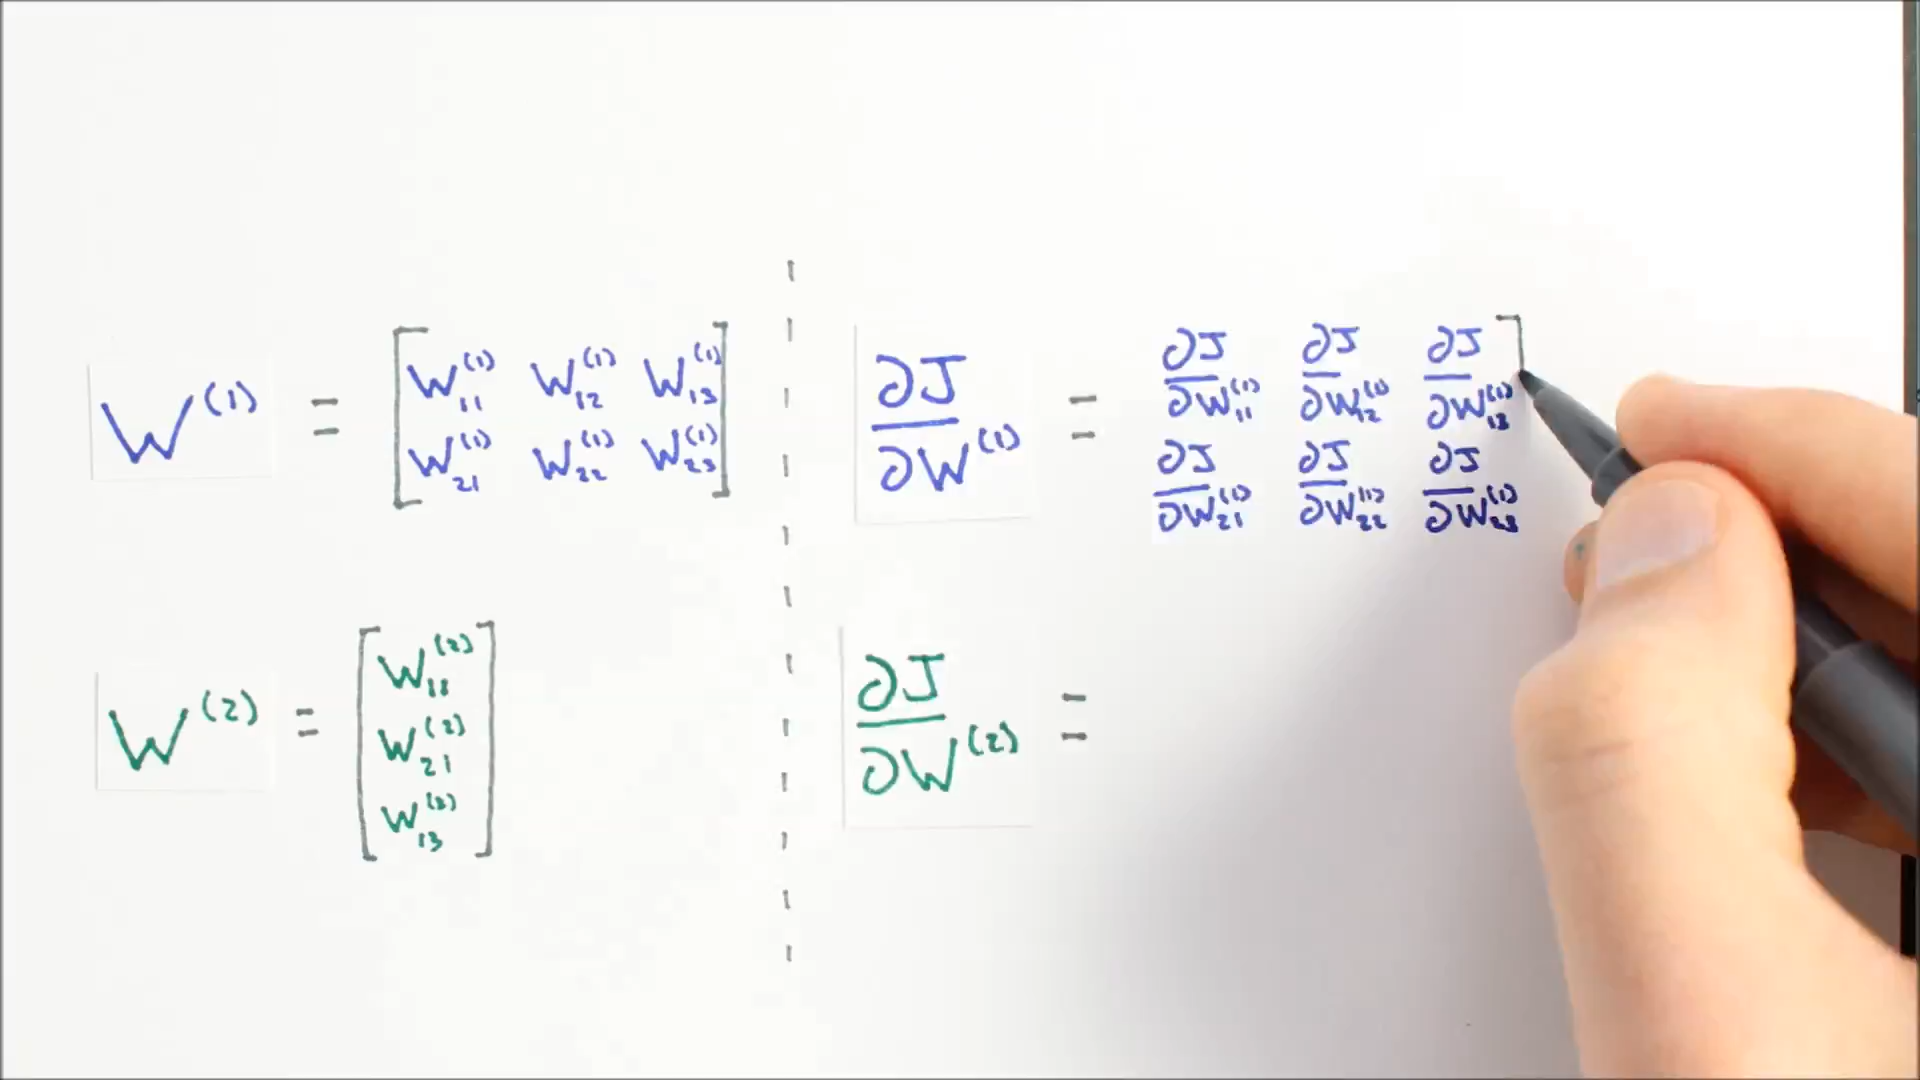 W^(1) = [ W_11^(1) W_12^(1) W_13^(1)
W_21^(1) W_22^(1) W_23^(1) ]
∂J/∂W^(1) = ∂J/∂W_11^(1) ∂J/∂W_12^(1) ∂J/∂W_13^(1) ]
∂J/∂W_21^(1) ∂J/∂W_22^(1) ∂J/∂W_23^(1)
W^(2) = [ W_11^(2)
W_21^(2)
W_13^(2) ]
∂J/∂W^(2) =